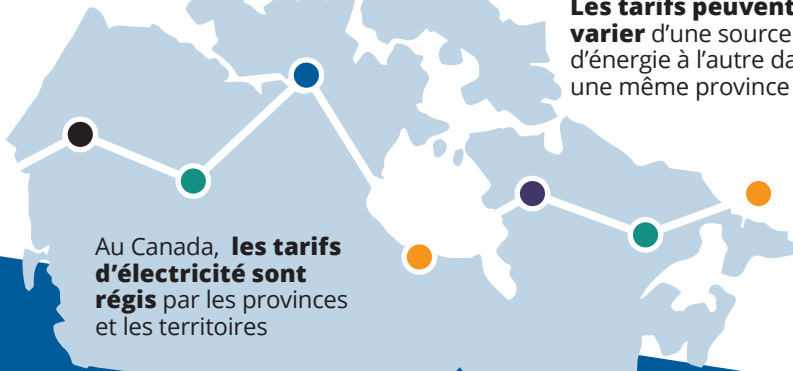 Les tarifs peuvent
varier d’une source
d’énergie à l’autre
une même province
Au Canada, les tarifs
d’électricité sont
régis par les provinces
et les territoires